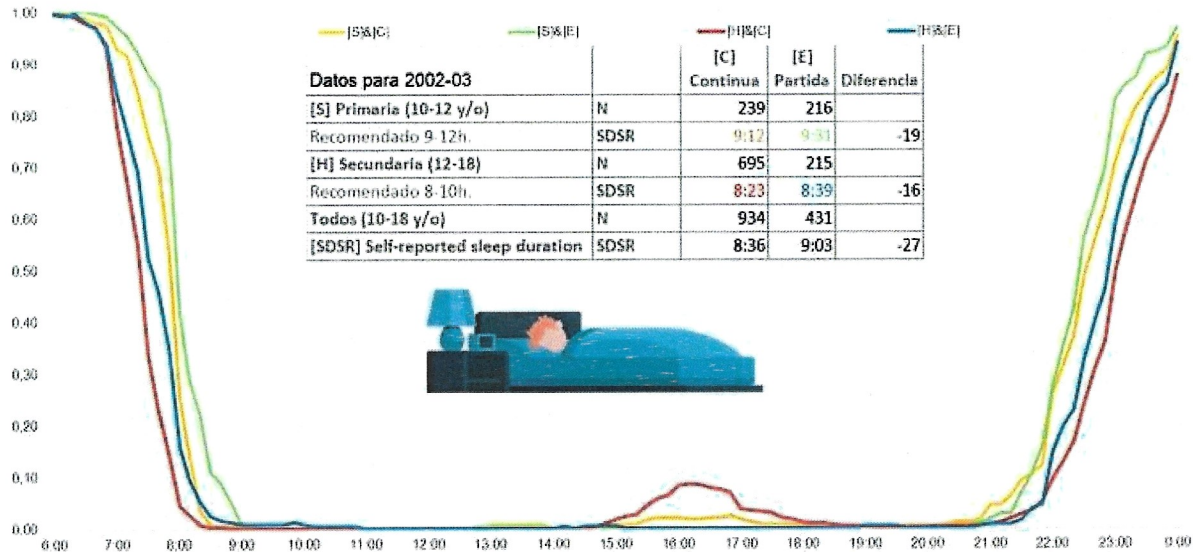 1.00
0,90
0,80
0,70
0,60
0,50
0,40
0,30
0,20
0,10
0,00
[S]&[C] [S]&[E] [H]&[C] [H]&[E]
Datos para 2002-03 [C] Continua [E] Partida Diferencia
[S] Primaria (10-12 y/o) N 239 216
Recomendado 9-12h. SDSR 9:12 9:31 -19
[H] Secundaria (12-18) N 695 215
Recomendado 8-10h. SDSR 8:23 8:39 -16
Todos (10-18 y/o) N 934 431
[SDSR] Self-reported sleep duration SDSR 8:36 9:03 -27
6:00 7:00 8:00 9:00 10:00 11:00 12:00 13:00 14:00 15:00 16:00 17:00 18:00 19:00 20:00 21:00 22:00 23:00 0:00